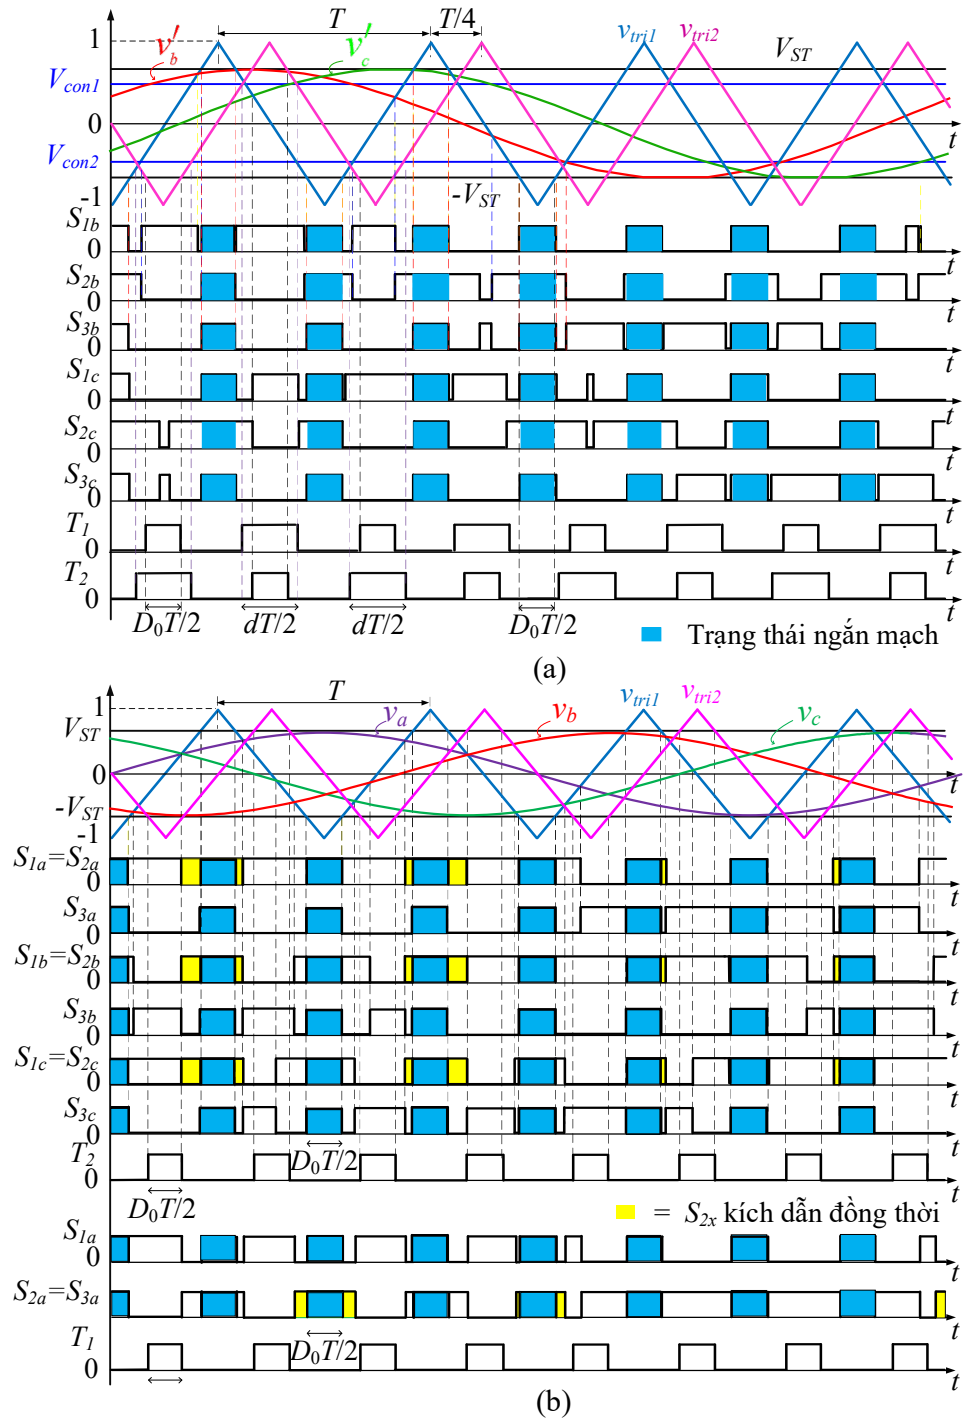 T T/4
1 v′b v′c vtri1 vtri2 VST
Vcon1
0 t
Vcon2
-1 -VST
S1b
0 t
S2b
0 t
S3b
0 t
S1c
0 t
S2c
0 t
S3c
0 t
T1
0 t
T2
0 t
D0T/2 dT/2 dT/2 D0T/2
Trạng thái ngắn mạch
(a)
T
1 va vb vtri1 vtri2 vc
VST
0 t
-VST
-1
S1a=S2a
0 t
S3a
0 t
S1b=S2b
0 t
S3b
0 t
S1c=S2c
0 t
S3c
0 t
T2 D0T/2
0 t
D0T/2
= S2x kích dẫn đồng thời
S1a
0 t
S2a=S3a
0 t
T1 D0T/2
0 t
(b)